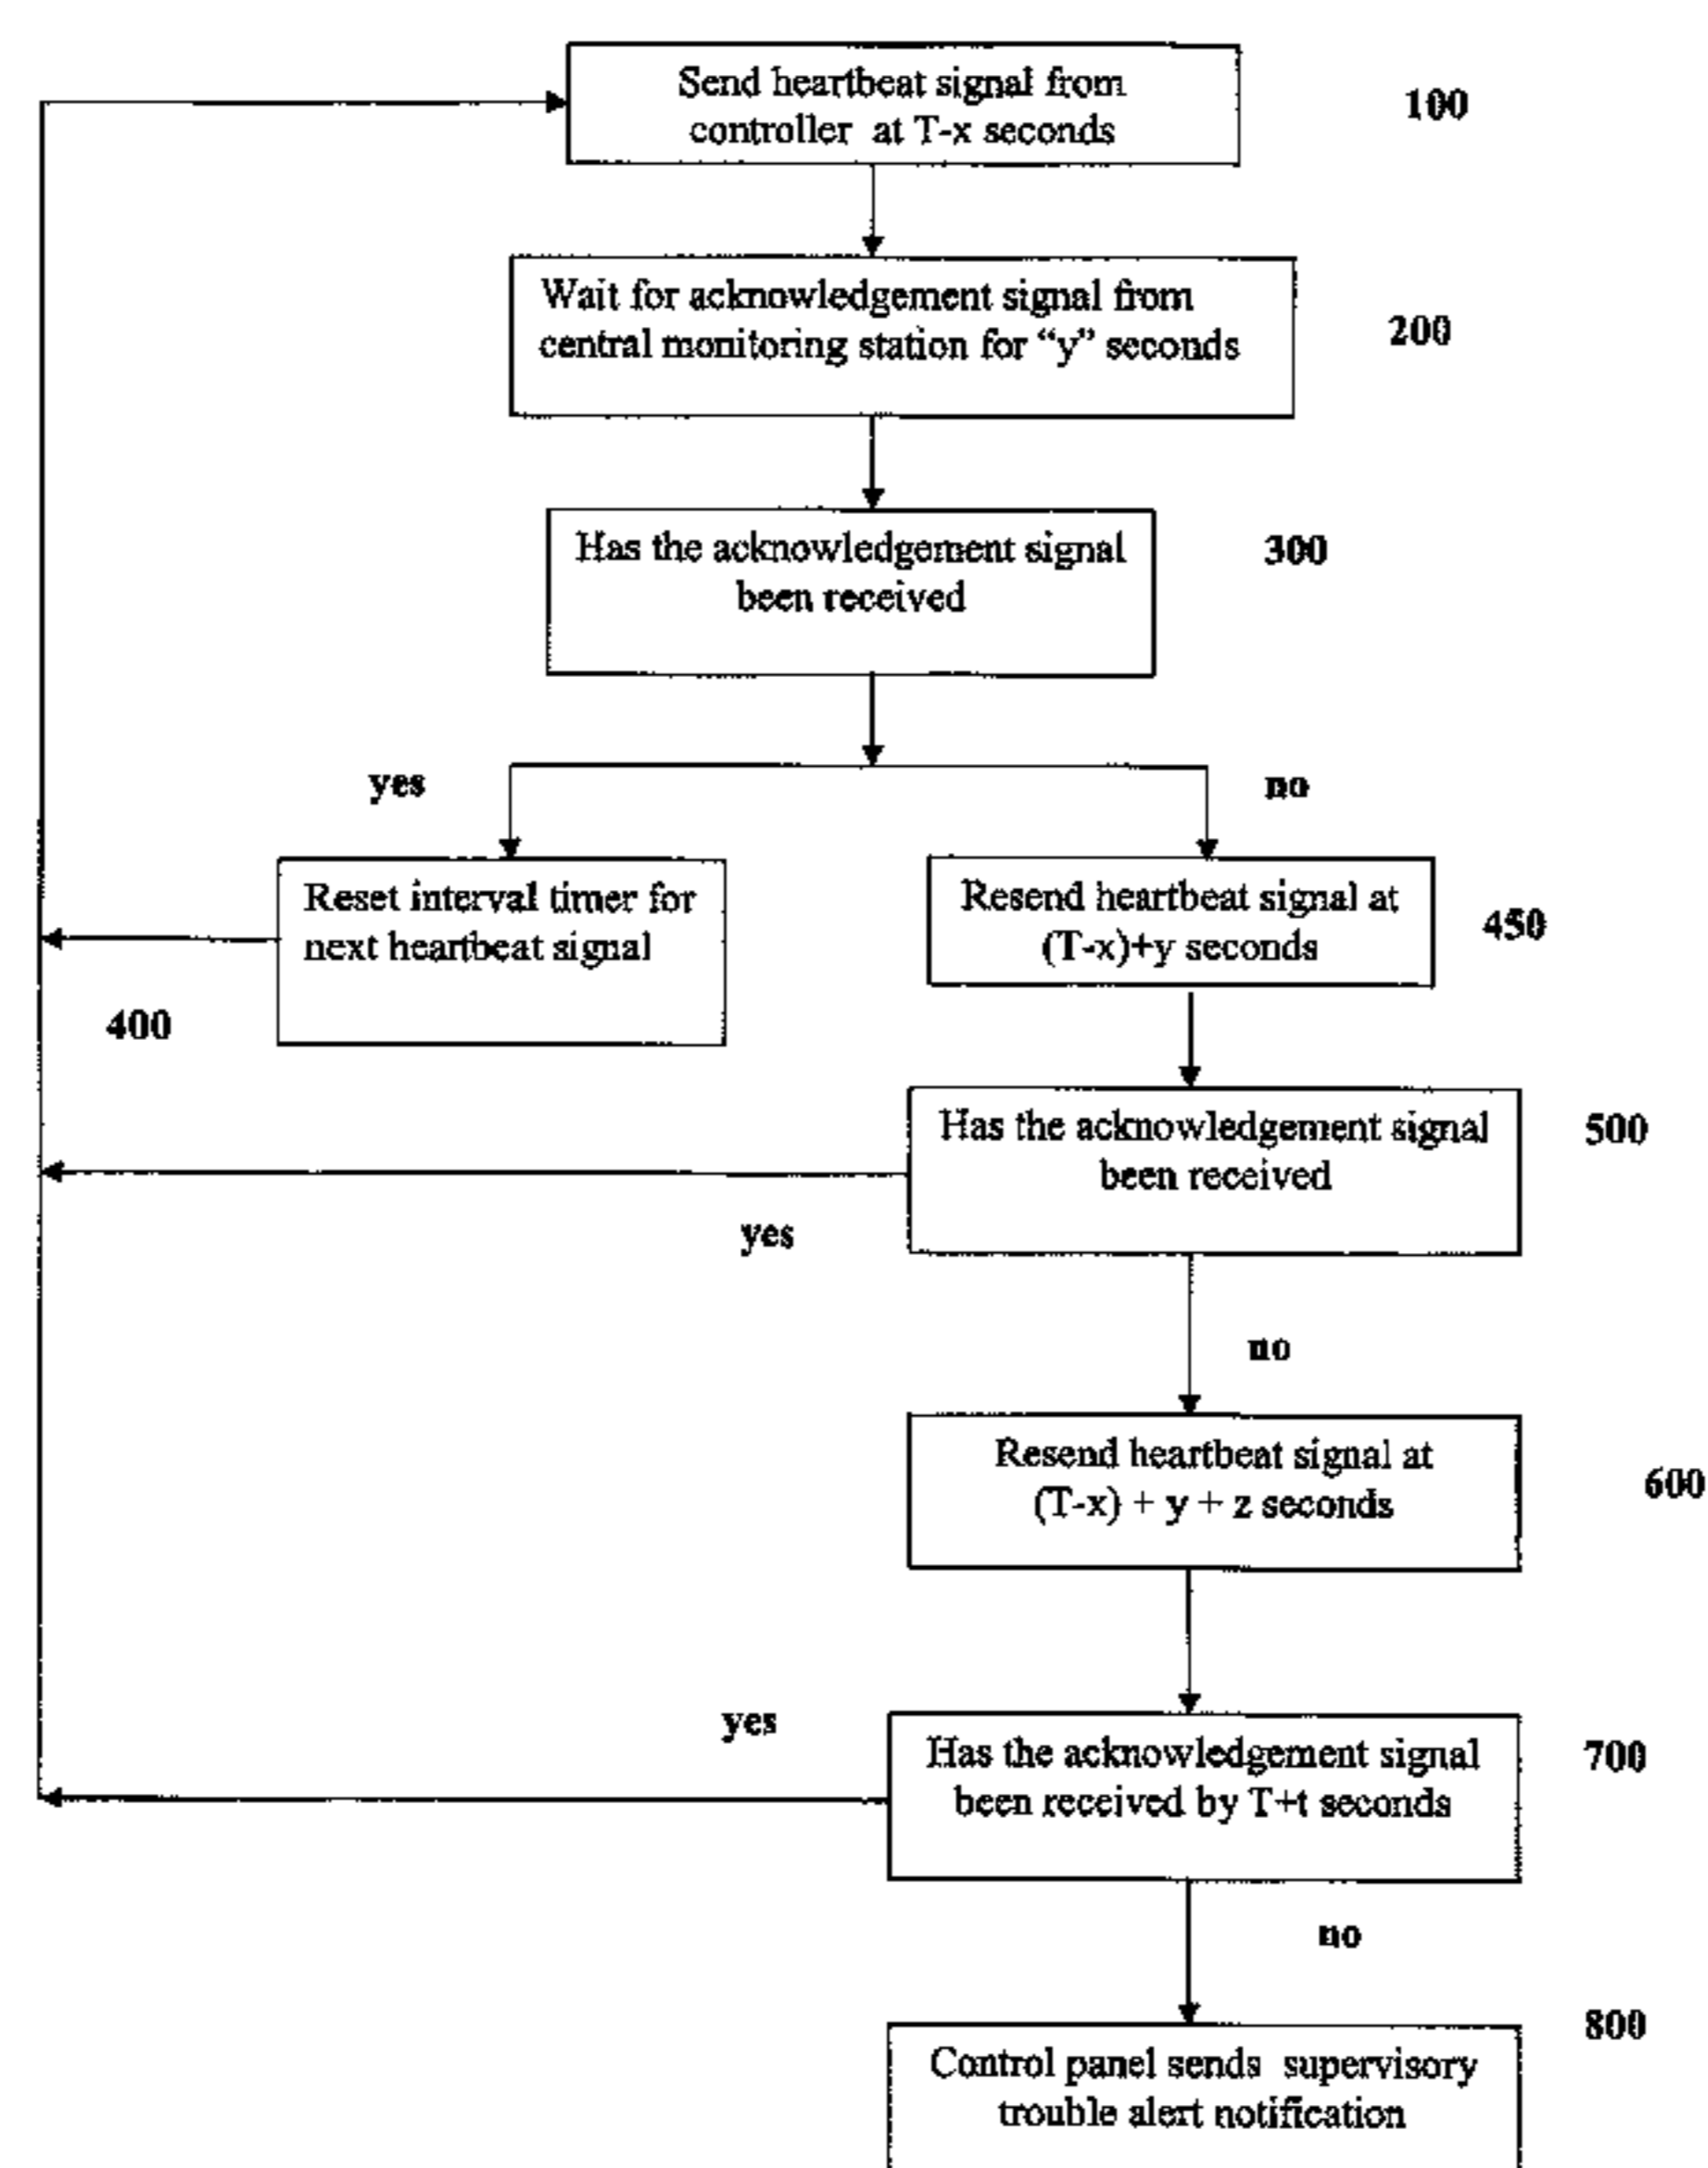 Send heartbeat signal from
controller at T-x seconds
100
Wait for acknowledgement signal from
central monitoring station for “y” seconds
200
Has the acknowledgement signal
been received
300
yes
no
Reset interval timer for
next heartbeat signal
400
Resend heartbeat signal at
(T-x)+y seconds
450
Has the acknowledgement signal
been received
500
yes
no
Resend heartbeat signal at
(T-x) + y + z seconds
600
yes
Has the acknowledgement signal
been received by T+t seconds
700
no
800
Control panel sends supervisory
trouble alert notification